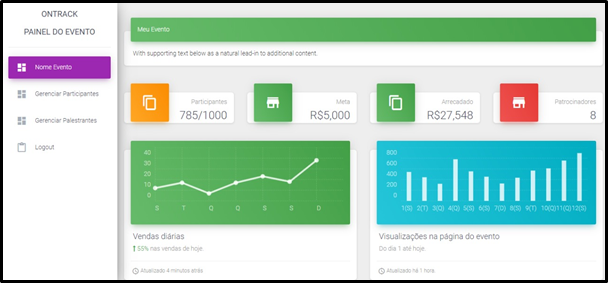 ONTRACK
PAINEL DO EVENTO
Nome Evento
Gerenciar Participantes
Gerenciar Palestrantes
Logout
Meu Evento
With supporting text below as a natural lead-in to additional content.
Participantes
785/1000
Meta
R$5,000
Arrecadado
R$27,548
Patrocinadores
8
40
30
20
10
0
S T Q Q S S D
Vendas diárias
55% nas vendas de hoje.
Atualizado 4 minutos atrás
800
600
400
200
0
1(S) 2(T) 3(Q) 4(Q) 5(S) 6(S) 7(D) 8(S) 9(T) 10(Q) 11(Q) 12(S)
Visualizações na página do evento
Do dia 1 até hoje.
Atualizado há 1 hora.